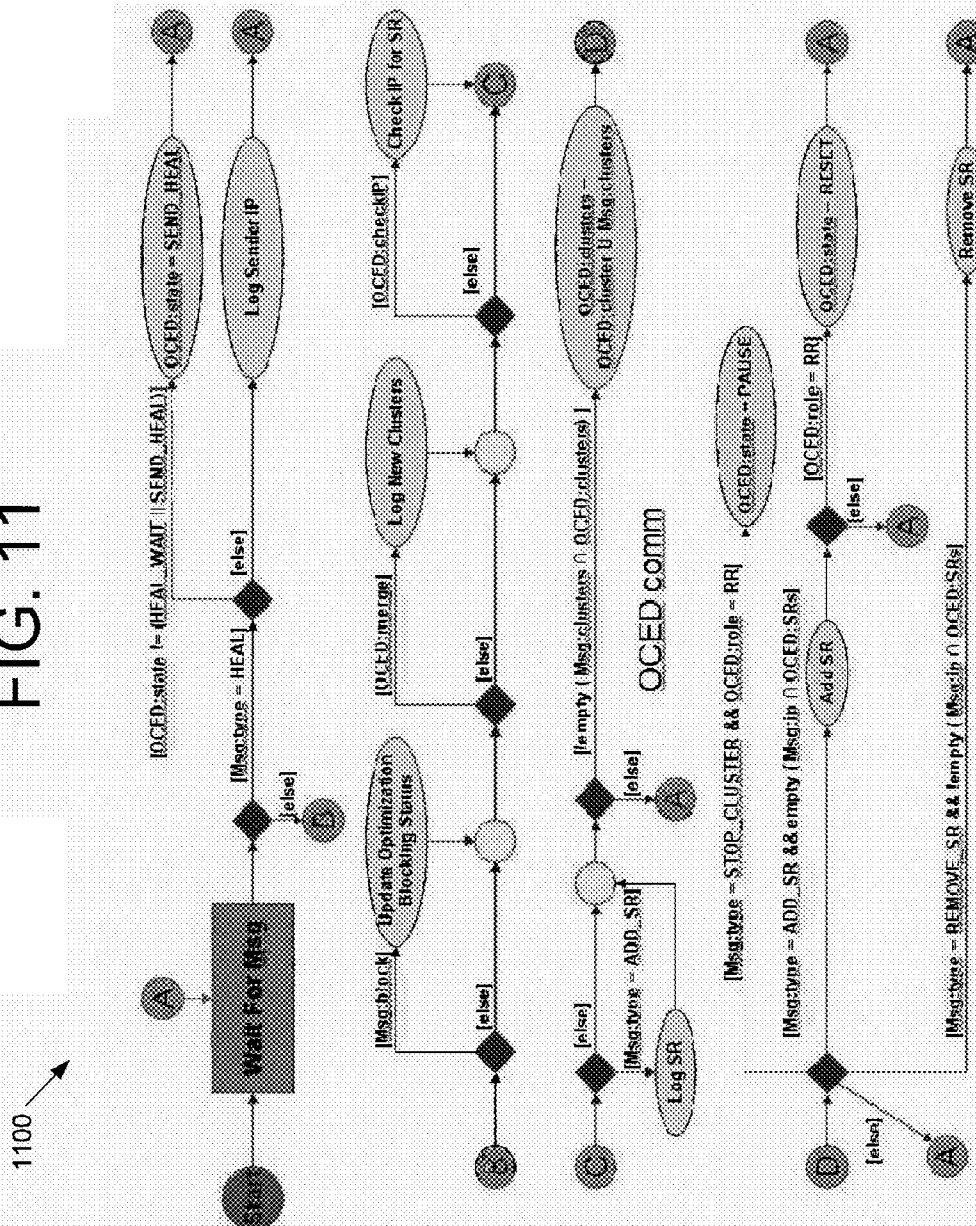 FIG. 11
1100
Start
A
Wait For Msg
[Msg:type = HEAL]
[else]
B
[OCED:state != (HEAL_WAIT || SEND_HEAL)]
OCED:state = SEND_HEAL
A
[else]
Log Sender IP
A
[Msg:block]
Update Optimization
Blocking Status
[else]
[OCED:merge]
Log New Clusters
[else]
[OCED:checkIP]
Check IP for SR
[else]
C
C
[else]
[Msg:type = ADD_SR]
Log SR
[!empty ( Msg:clusters ∩ OCED:clusters) ]
[else]
A
OCED:clusters =
OCED:cluster U Msg:clusters
D
OCED comm
D
[Msg:type = STOP_CLUSTER && OCED:role = RR]
OCED:state = PAUSE
[Msg:type = ADD_SR && empty ( Msg:ip ∩ OCED:SRs]
Add SR
[OCED:role = RR]
OCED:state = RESET
A
[else]
A
[else]
A
[Msg:type = REMOVE_SR && !empty ( Msg:ip ∩ OCED:SRs]
Remove SR
A